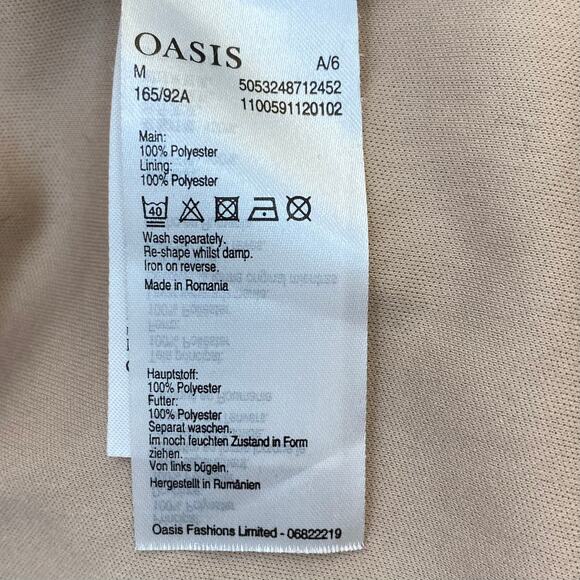 OASIS
A/6
M
5053248712452
165/92A
1100591120102
Main:
100% Polyester
Lining:
100% Polyester
40
Wash separately.
Re-shape whilst damp.
Iron on reverse.
Made in Romania
Hauptstoff:
100% Polyester
Futter:
100% Polyester
Separat waschen.
Im noch feuchten Zustand in Form
ziehen.
Von links bügeln.
Hergestellt in Rumänien
Oasis Fashions Limited - 06822219